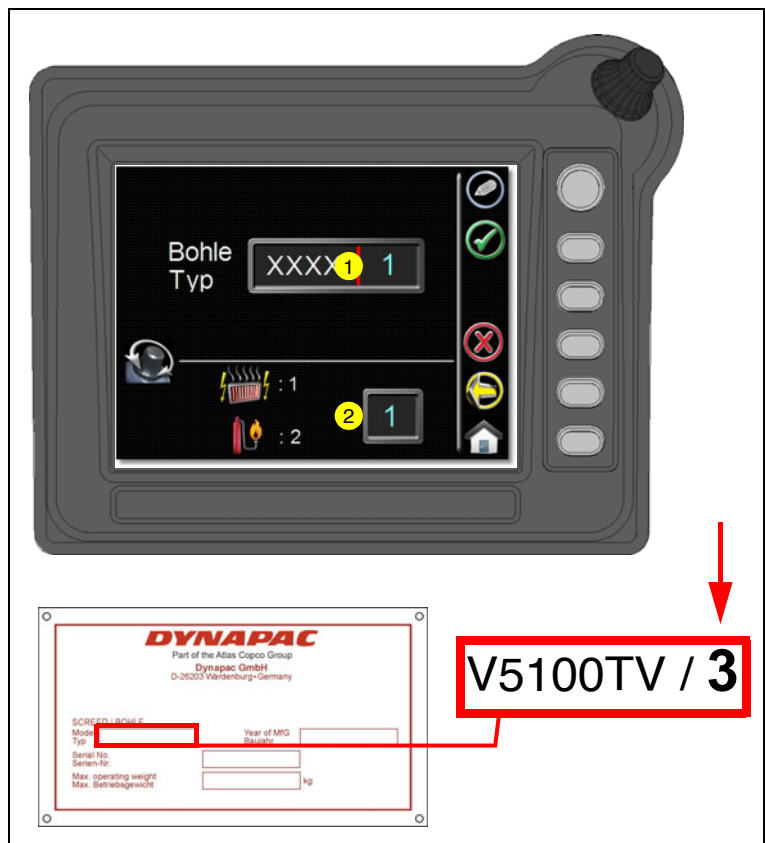 Bohle
Typ
XXXX 1 1
: 1
: 2
2 1
DYNAPAC
Part of the Atlas Copco Group
Dynapac GmbH
D-26203 Wardenburg•Germany
V5100TV / 3
SCREED / BOHLE
Mode
Typ
Year of MfG
Baujahr
Serial No.
Serien-Nr.
Max. operating weight
Max. Betriebsgewicht
kg